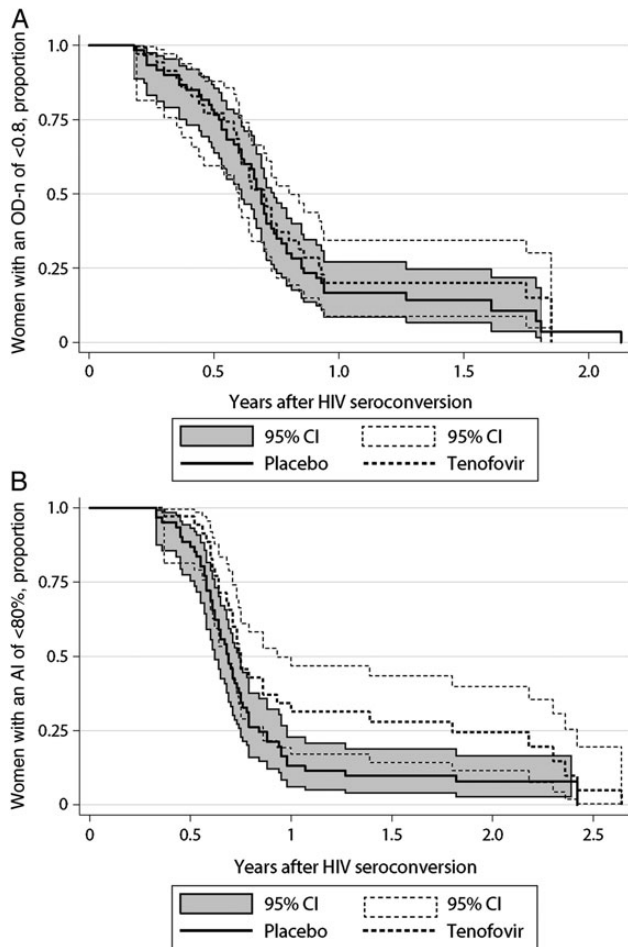 A
Women with an OD-n of <0.8, proportion
1.0
0.75
0.5
0.25
0
0 0.5 1.0 1.5 2.0
Years after HIV seroconversion
95% CI 95% CI
Placebo Tenofovir
B
Women with an AI of <80%, proportion
1.0
0.75
0.5
0.25
0
0 0.5 1 1.5 2.0 2.5
Years after HIV seroconversion
95% CI 95% CI
Placebo Tenofovir